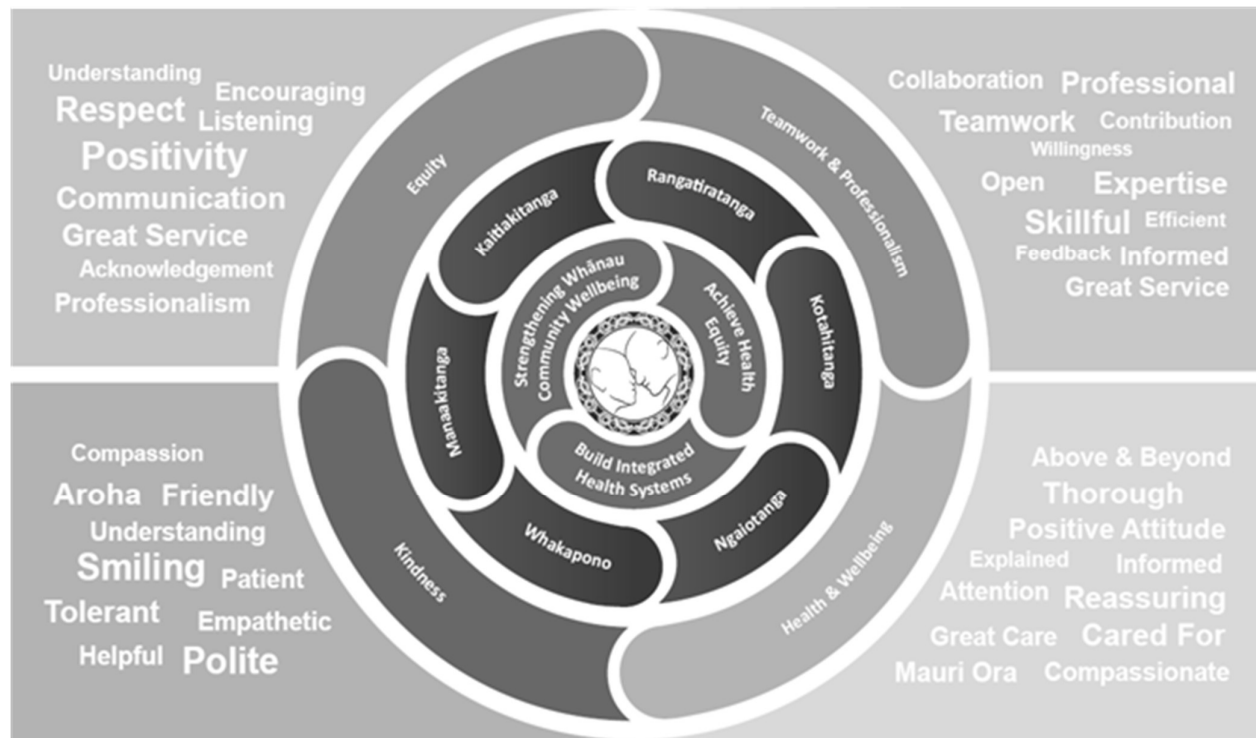 Understanding
Encouraging
Respect
Listening
Positivity
Communication
Great Service
Acknowledgement
Professionalism
Collaboration
Professional
Teamwork
Contribution
Willingness
Open
Expertise
Skillful
Efficient
Feedback
Informed
Great Service
Equity
Teamwork & Professionalism
Kaitiakitanga
Rangatiratanga
Strengthening Whānau
Community Wellbeing
Achieve Health
Equity
Kotahitanga
Manaakitanga
Build Integrated
Health Systems
Whakapono
Ngaiotanga
Kindness
Health & Wellbeing
Compassion
Aroha
Friendly
Understanding
Smiling
Patient
Tolerant
Empathetic
Helpful
Polite
Above & Beyond
Thorough
Positive Attitude
Explained
Informed
Attention
Reassuring
Great Care
Cared For
Mauri Ora
Compassionate